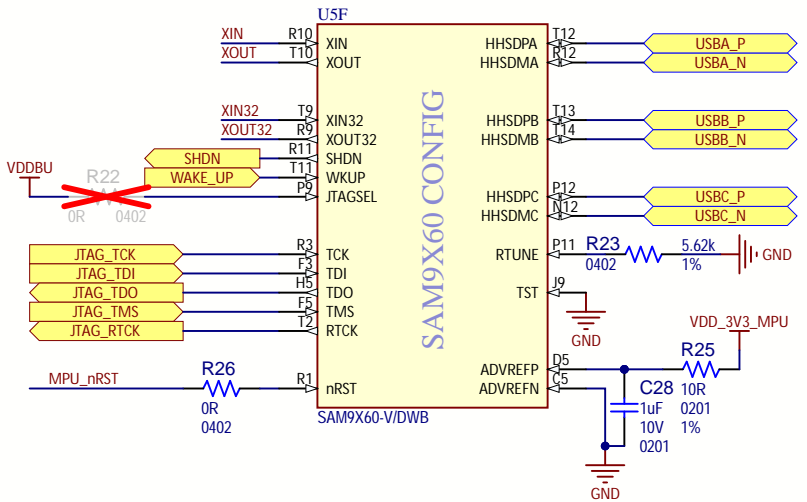 U5F
XIN
R10
XIN
HHSDPA
T12
USBA_P
XOUT
T10
XOUT
HHSDMA
R12
USBA_N
XIN32
T9
XIN32
HHSDPB
T13
USBB_P
XOUT32
R9
XOUT32
HHSDMB
T14
USBB_N
SHDN
R11
SHDN
WAKE_UP
T11
WKUP
VDDBU
R22
0R
0402
P9
JTAGSEL
HHSDPC
P12
USBC_P
HHSDMC
N12
USBC_N
SAM9X60 CONFIG
JTAG_TCK
R3
TCK
RTUNE
P11
R23
0402
5.62k
1%
GND
JTAG_TDI
F3
TDI
JTAG_TDO
H5
TDO
TST
J9
GND
JTAG_TMS
F5
TMS
JTAG_RTCK
T2
RTCK
VDD_3V3_MPU
MPU_nRST
R26
0R
0402
R1
nRST
ADVREFP
D5
R25
10R
0201
1%
ADVREFN
C5
C28
1uF
10V
0201
GND
SAM9X60-V/DWB